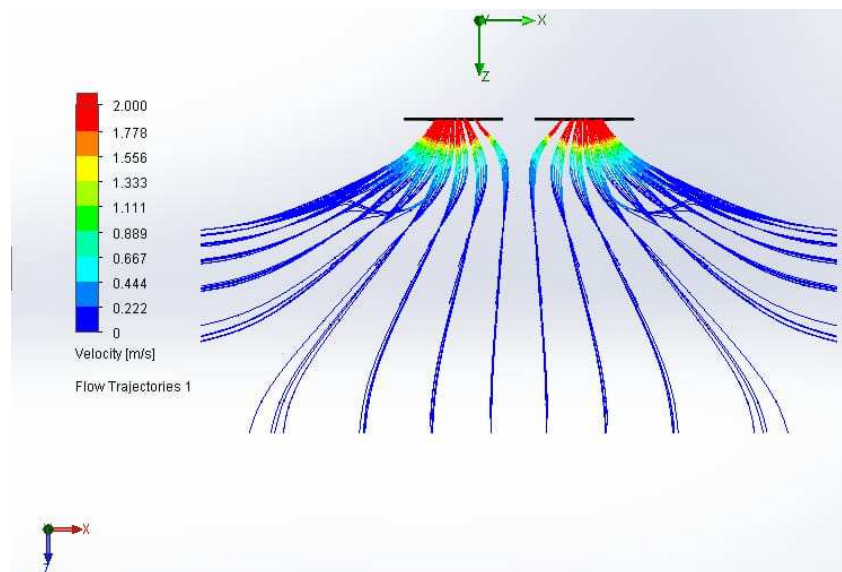 Y
X
Z
2.000
1.778
1.556
1.333
1.111
0.889
0.667
0.444
0.222
0
Velocity [m/s]
Flow Trajectories 1
X